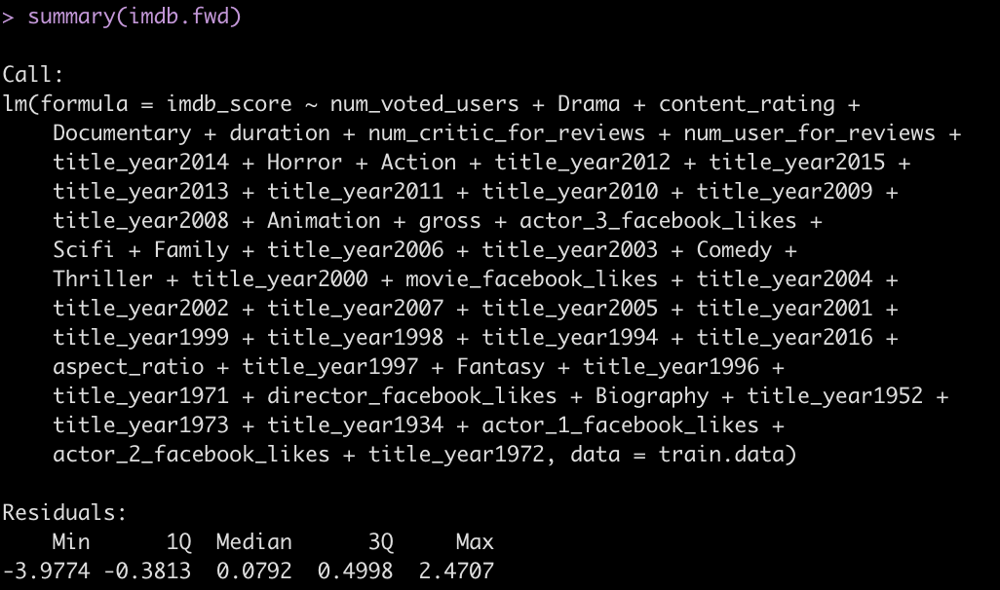 > summary(imdb.fwd)
Call:
lm(formula = imdb_score ~ num_voted_users + Drama + content_rating +
    Documentary + duration + num_critic_for_reviews + num_user_for_reviews +
    title_year2014 + Horror + Action + title_year2012 + title_year2015 +
    title_year2013 + title_year2011 + title_year2010 + title_year2009 +
    title_year2008 + Animation + gross + actor_3_facebook_likes +
    Scifi + Family + title_year2006 + title_year2003 + Comedy +
    Thriller + title_year2000 + movie_facebook_likes + title_year2004 +
    title_year2002 + title_year2007 + title_year2005 + title_year2001 +
    title_year1999 + title_year1998 + title_year1994 + title_year2016 +
    aspect_ratio + title_year1997 + Fantasy + title_year1996 +
    title_year1971 + director_facebook_likes + Biography + title_year1952 +
    title_year1973 + title_year1934 + actor_1_facebook_likes +
    actor_2_facebook_likes + title_year1972, data = train.data)
Residuals:
    Min      1Q  Median      3Q     Max
-3.9774 -0.3813  0.0792  0.4998  2.4707